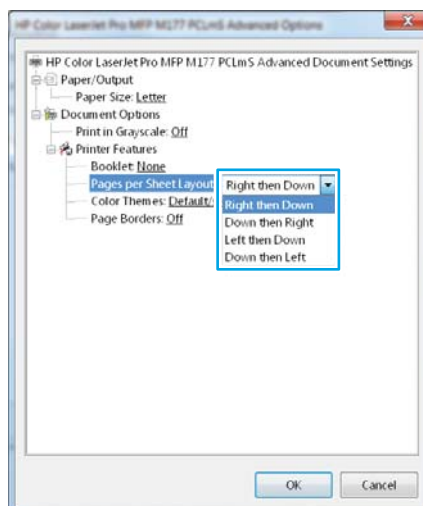 HP Color LaserJet Pro MFP M177 PCLmS Advanced Options
HP Color LaserJet Pro MFP M177 PCLmS Advanced Document Settings
Paper/Output
Paper Size: Letter
Document Options
Print in Grayscale: Off
Printer Features
Booklet: None
Pages per Sheet Layout Right then Down
Right then Down
Color Themes: Default/
Down then Right
Page Borders: Off
Left then Down
Down then Left
OK Cancel